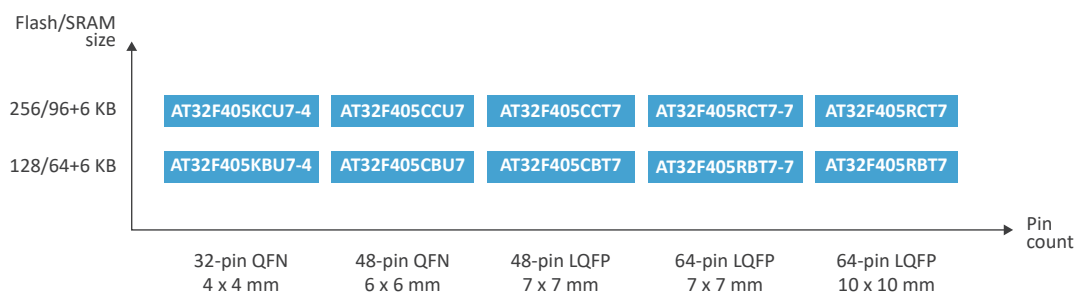 Flash/SRAM
size
256/96+6 KB
AT32F405KCU7-4
AT32F405CCU7
AT32F405CCT7
AT32F405RCT7-7
AT32F405RCT7
128/64+6 KB
AT32F405KBU7-4
AT32F405CBU7
AT32F405CBT7
AT32F405RBT7-7
AT32F405RBT7
Pin
count
32-pin QFN
4 x 4 mm
48-pin QFN
6 x 6 mm
48-pin LQFP
7 x 7 mm
64-pin LQFP
7 x 7 mm
64-pin LQFP
10 x 10 mm